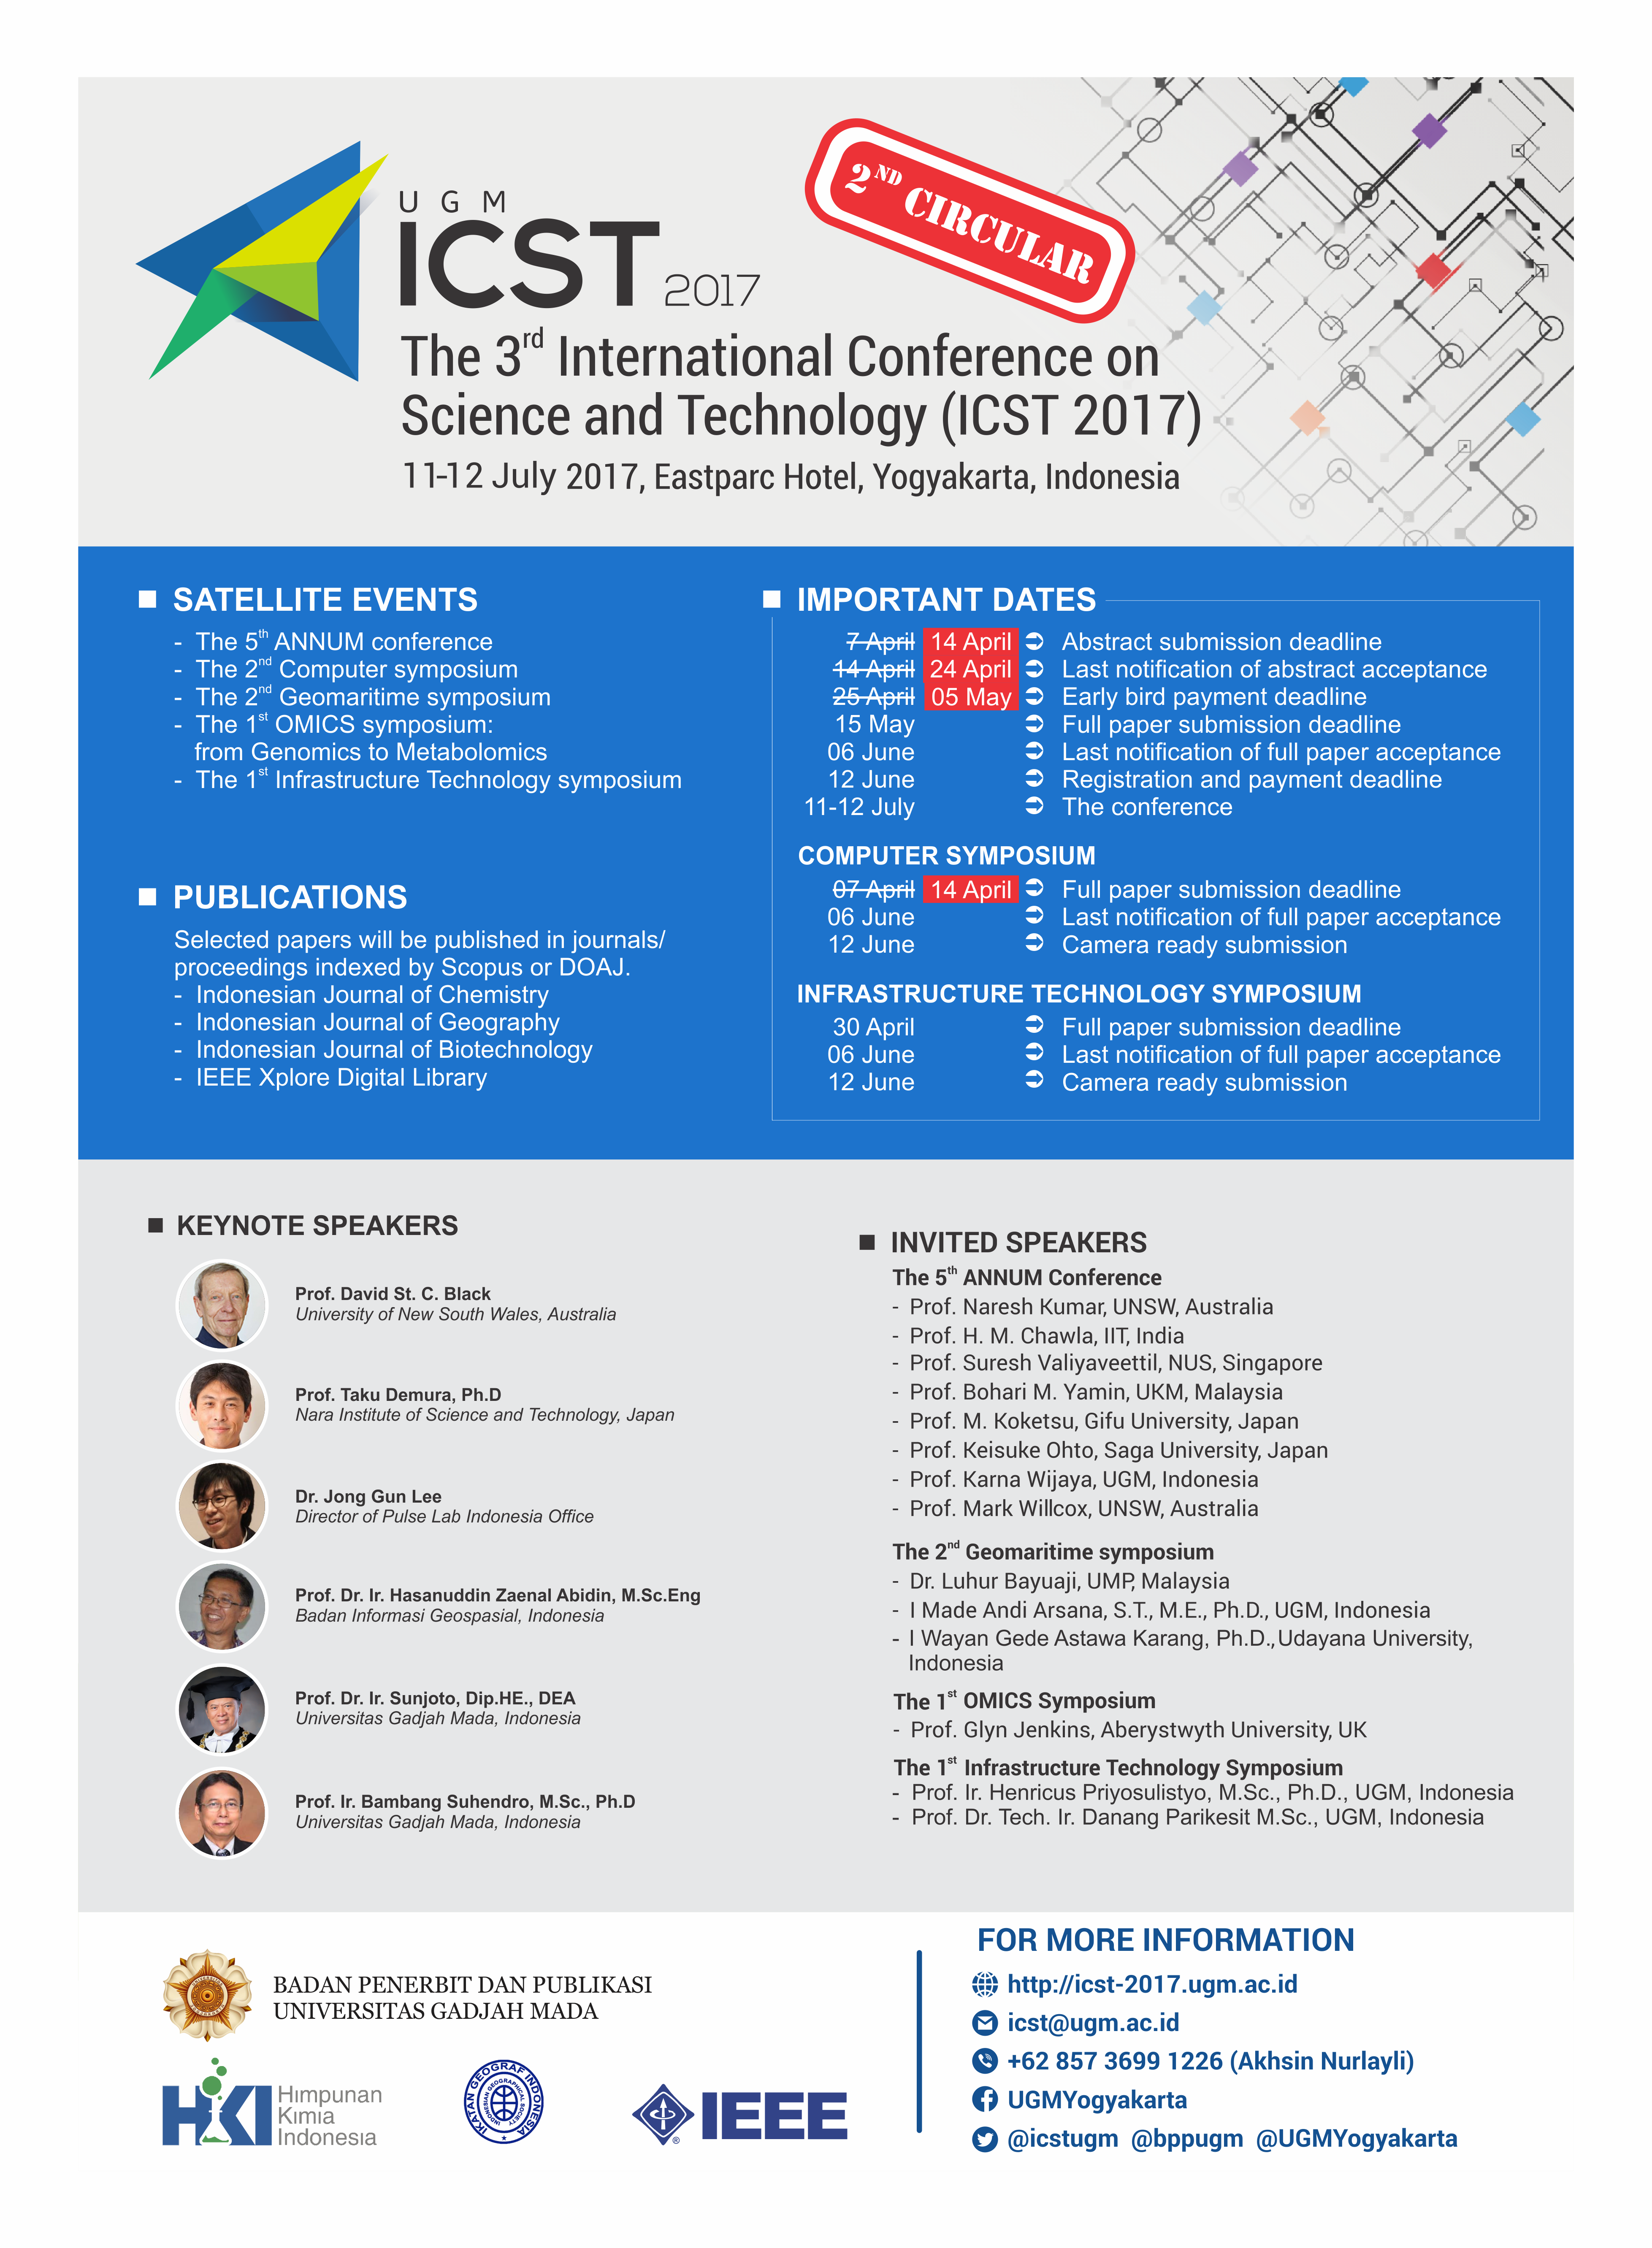 UGM
ICST 2017
2ND CIRCULAR
The 3rd International Conference on
Science and Technology (ICST 2017)
11-12 July 2017, Eastparc Hotel, Yogyakarta, Indonesia
SATELLITE EVENTS
- The 5th ANNUM conference
- The 2nd Computer symposium
- The 2nd Geomaritime symposium
- The 1st OMICS symposium:
from Genomics to Metabolomics
- The 1st Infrastructure Technology symposium
PUBLICATIONS
Selected papers will be published in journals/
proceedings indexed by Scopus or DOAJ.
- Indonesian Journal of Chemistry
- Indonesian Journal of Geography
- Indonesian Journal of Biotechnology
- IEEE Xplore Digital Library
IMPORTANT DATES
7 April 14 April ➲ Abstract submission deadline
14 April 24 April ➲ Last notification of abstract acceptance
25 April 05 May ➲ Early bird payment deadline
15 May ➲ Full paper submission deadline
06 June ➲ Last notification of full paper acceptance
12 June ➲ Registration and payment deadline
11-12 July ➲ The conference
COMPUTER SYMPOSIUM
07 April 14 April ➲ Full paper submission deadline
06 June ➲ Last notification of full paper acceptance
12 June ➲ Camera ready submission
INFRASTRUCTURE TECHNOLOGY SYMPOSIUM
30 April ➲ Full paper submission deadline
06 June ➲ Last notification of full paper acceptance
12 June ➲ Camera ready submission
KEYNOTE SPEAKERS
Prof. David St. C. Black
University of New South Wales, Australia
Prof. Taku Demura, Ph.D
Nara Institute of Science and Technology, Japan
Dr. Jong Gun Lee
Director of Pulse Lab Indonesia Office
Prof. Dr. Ir. Hasanuddin Zaenal Abidin, M.Sc.Eng
Badan Informasi Geospasial, Indonesia
Prof. Dr. Ir. Sunjoto, Dip.HE., DEA
Universitas Gadjah Mada, Indonesia
Prof. Ir. Bambang Suhendro, M.Sc., Ph.D
Universitas Gadjah Mada, Indonesia
INVITED SPEAKERS
The 5th ANNUM Conference
- Prof. Naresh Kumar, UNSW, Australia
- Prof. H. M. Chawla, IIT, India
- Prof. Suresh Valiyaveettil, NUS, Singapore
- Prof. Bohari M. Yamin, UKM, Malaysia
- Prof. M. Koketsu, Gifu University, Japan
- Prof. Keisuke Ohto, Saga University, Japan
- Prof. Karna Wijaya, UGM, Indonesia
- Prof. Mark Willcox, UNSW, Australia
The 2nd Geomaritime symposium
- Dr. Luhur Bayuaji, UMP, Malaysia
- I Made Andi Arsana, S.T., M.E., Ph.D., UGM, Indonesia
- I Wayan Gede Astawa Karang, Ph.D., Udayana University,
Indonesia
The 1st OMICS Symposium
- Prof. Glyn Jenkins, Aberystwyth University, UK
The 1st Infrastructure Technology Symposium
- Prof. Ir. Henricus Priyosulistyo, M.Sc., Ph.D., UGM, Indonesia
- Prof. Dr. Tech. Ir. Danang Parikesit M.Sc., UGM, Indonesia
BADAN PENERBIT DAN PUBLIKASI
UNIVERSITAS GADJAH MADA
HKI
Himpunan
Kimia
Indonesia
IKATAN GEOGRAF INDONESIA
INDONESIAN GEOGRAPHICAL SOCIETY
IEEE ®
FOR MORE INFORMATION
http://icst-2017.ugm.ac.id
icst@ugm.ac.id
+62 857 3699 1226 (Akhsin Nurlayli)
UGMYogyakarta
@icstugm @bppugm @UGMYogyakarta